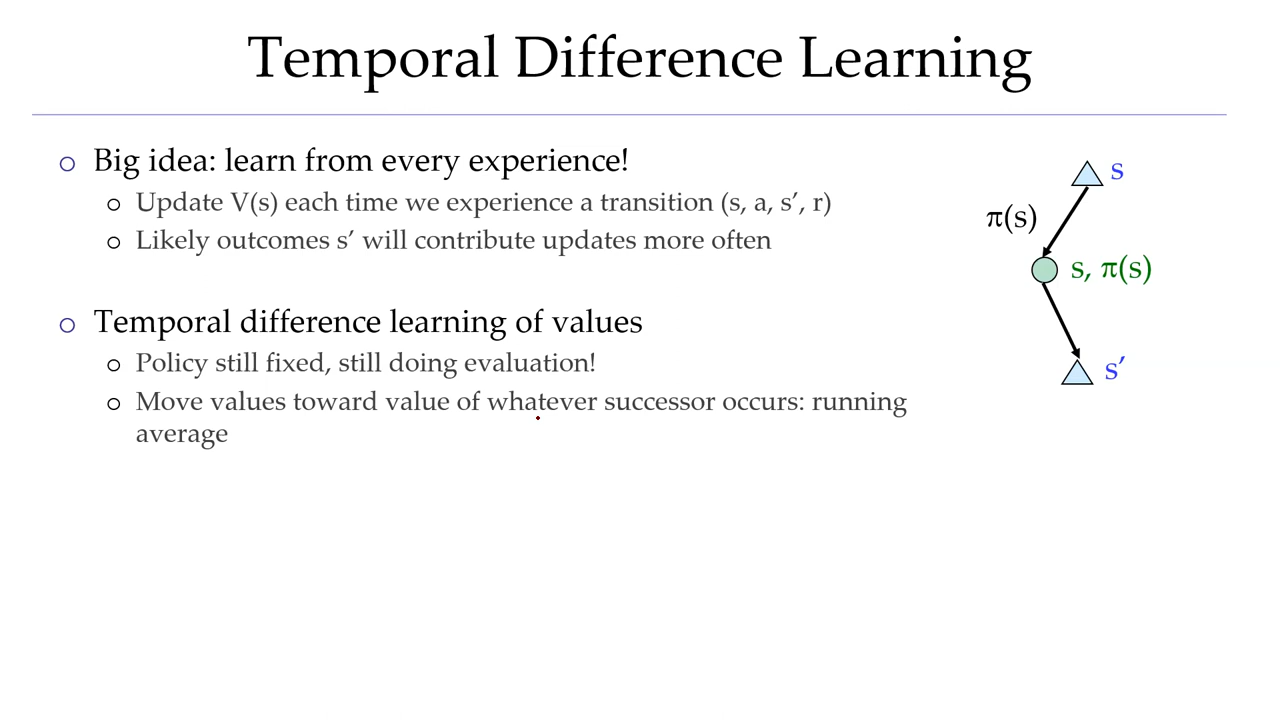 Temporal Difference Learning
Big idea: learn from every experience!
Update V(s) each time we experience a transition (s, a, s’, r)
Likely outcomes s’ will contribute updates more often
Temporal difference learning of values
Policy still fixed, still doing evaluation!
Move values toward value of whatever successor occurs: running
average
s
π(s)
s, π(s)
s’